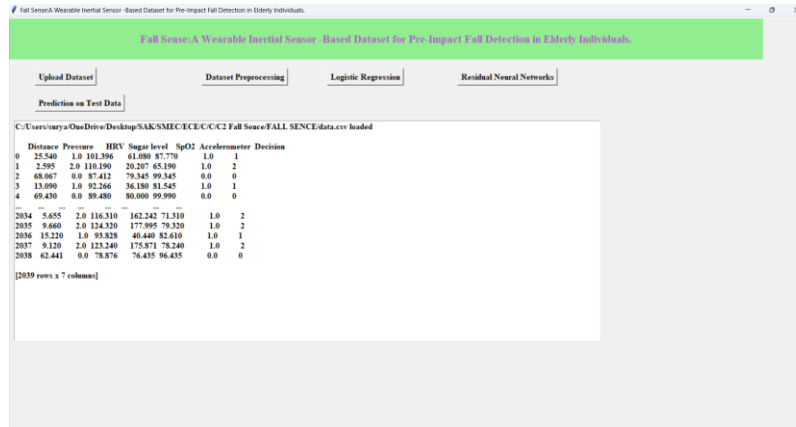 Fall Sense:A Wearable Inertial Sensor -Based Dataset for Pre-Impact Fall Detection in Elderly Individuals.
Fall Sense:A Wearable Inertial Sensor -Based Dataset for Pre-Impact Fall Detection in Elderly Individuals.
Upload Dataset Dataset Preprocessing Logistic Regression Residual Neural Networks
Prediction on Test Data
C:/Users/surya/OneDrive/Desktop/SAK/SMEC/ECE/C/C/C2 Fall Sence/FALL SENCE/data.csv loaded
Distance Pressure HRV Sugar level SpO2 Accelerometer Decision
0 25.540 1.0 101.396 61.080 87.770 1.0 1
1 2.595 2.0 110.190 20.207 65.190 1.0 2
2 68.067 0.0 87.412 79.345 99.345 0.0 0
3 13.090 1.0 92.266 36.180 81.545 1.0 1
4 69.430 0.0 89.480 80.000 99.990 0.0 0
... ... ... ... ... ... ... ...
2034 5.655 2.0 116.310 162.242 71.310 1.0 2
2035 9.660 2.0 124.320 177.995 79.320 1.0 2
2036 15.220 1.0 93.828 40.440 82.610 1.0 1
2037 9.120 2.0 123.240 175.871 78.240 1.0 2
2038 62.441 0.0 78.876 76.435 96.435 0.0 0
[2039 rows x 7 columns]